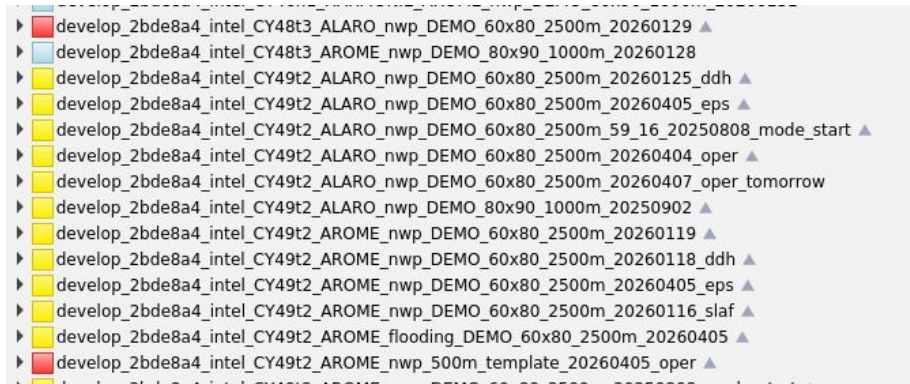 develop_2bde8a4_intel_CY48t3_ALARO_nwp_DEMO_60x80_2500m_20260129
develop_2bde8a4_intel_CY48t3_AROME_nwp_DEMO_80x90_1000m_20260128
develop_2bde8a4_intel_CY49t2_ALARO_nwp_DEMO_60x80_2500m_20260125_ddh
develop_2bde8a4_intel_CY49t2_ALARO_nwp_DEMO_60x80_2500m_20260405_eps
develop_2bde8a4_intel_CY49t2_ALARO_nwp_DEMO_60x80_2500m_59_16_20250808_mode_start
develop_2bde8a4_intel_CY49t2_ALARO_nwp_DEMO_60x80_2500m_20260404_oper
develop_2bde8a4_intel_CY49t2_ALARO_nwp_DEMO_60x80_2500m_20260407_oper_tomorrow
develop_2bde8a4_intel_CY49t2_ALARO_nwp_DEMO_80x90_1000m_20250902
develop_2bde8a4_intel_CY49t2_AROME_nwp_DEMO_60x80_2500m_20260119
develop_2bde8a4_intel_CY49t2_AROME_nwp_DEMO_60x80_2500m_20260118_ddh
develop_2bde8a4_intel_CY49t2_AROME_nwp_DEMO_60x80_2500m_20260405_eps
develop_2bde8a4_intel_CY49t2_AROME_nwp_DEMO_60x80_2500m_20260116_slaf
develop_2bde8a4_intel_CY49t2_AROME_flooding_DEMO_60x80_2500m_20260405
develop_2bde8a4_intel_CY49t2_AROME_nwp_500m_template_20260405_oper